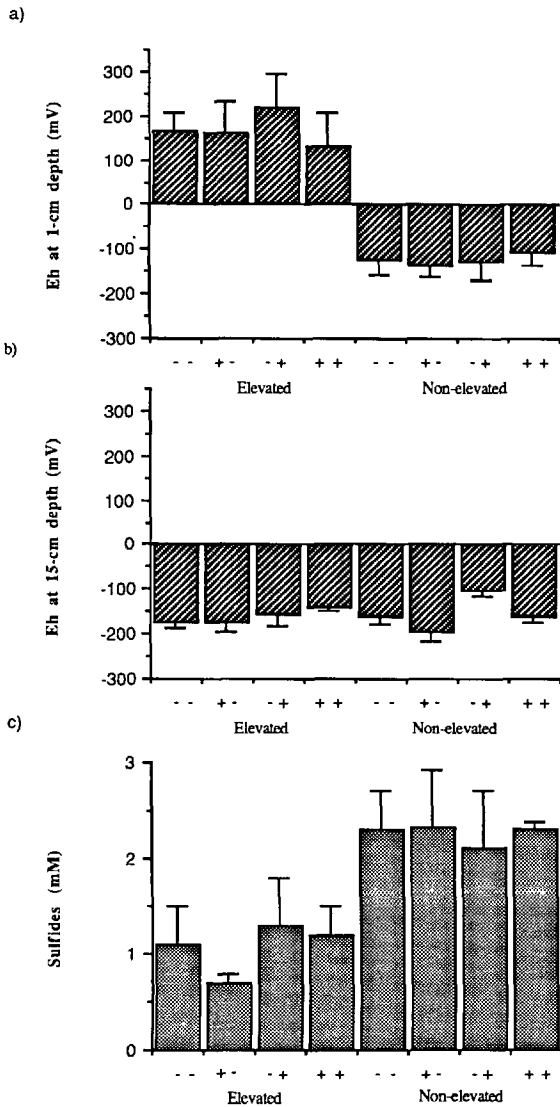 a)
Eh at 1-cm depth (mV)
300
200
100
0
-100
-200
-300
- - + - - + + + - - + - - + + +
Elevated Non-elevated
b)
Eh at 15-cm depth (mV)
300
200
100
0
-100
-200
-300
- - + - - + + + - - + - - + + +
Elevated Non-elevated
c)
Sulfides (mM)
3
2
1
0
- - + - - + + + - - + - - + + +
Elevated Non-elevated